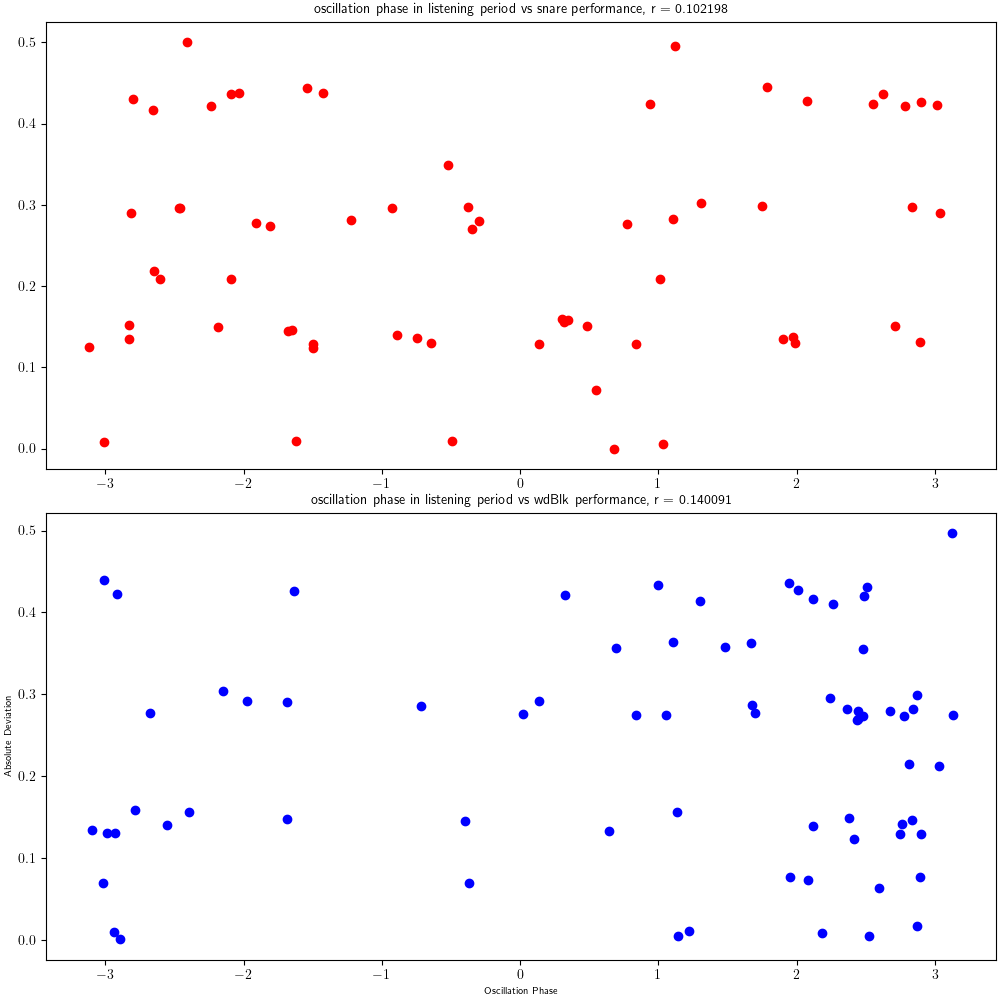 oscillation phase in listening period vs snare performance, r = 0.102198
0.5
0.4
0.3
0.2
0.1
0.0
−3 −2 −1 0 1 2 3
oscillation phase in listening period vs wdBlk performance, r = 0.140091
0.5
0.4
0.3
0.2
0.1
0.0
Absolute Deviation
−3 −2 −1 0 1 2 3
Oscillation Phase